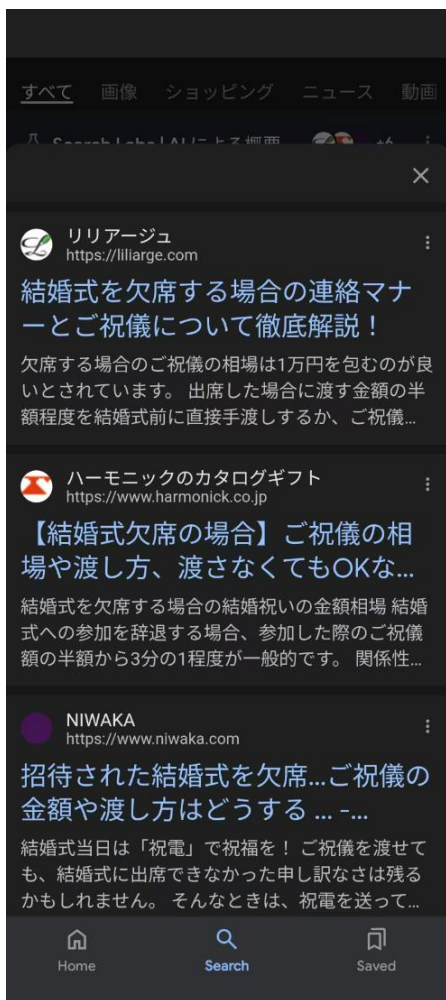 すべて 画像 ショッピング ニュース 動画
Search Labs | AI による概要 +6
リリアージュ
https://liliarge.com
結婚式を欠席する場合の連絡マナ
ーとご祝儀について徹底解説！
欠席する場合のご祝儀の相場は1万円を包むのが良
いとされています。 出席した場合に渡す金額の半
額程度を結婚式前に直接手渡しするか、ご祝儀...
ハーモニックのカタログギフト
https://www.harmonick.co.jp
【結婚式欠席の場合】ご祝儀の相
場や渡し方、渡さなくてもOKな...
結婚式を欠席する場合の結婚祝いの金額相場 結婚
式への参加を辞退する場合、参加した際のご祝儀
額の半額から3分の1程度が一般的です。 関係性...
NIWAKA
https://www.niwaka.com
招待された結婚式を欠席...ご祝儀の
金額や渡し方はどうする ... -...
結婚式当日は「祝電」で祝福を！ ご祝儀を渡せて
も、結婚式に出席できなかった申し訳なさは残る
かもしれません。 そんなときは、祝電を送って...
Home Search Saved